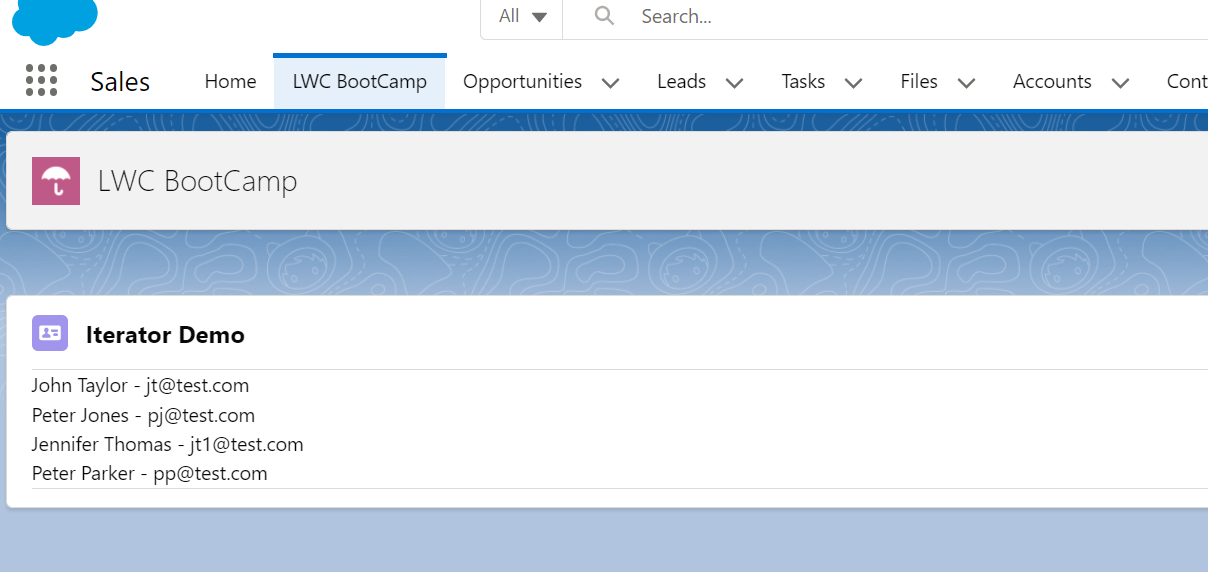 All Search...
Sales Home LWC BootCamp Opportunities Leads Tasks Files Accounts Cont
LWC BootCamp
Iterator Demo
John Taylor - jt@test.com
Peter Jones - pj@test.com
Jennifer Thomas - jt1@test.com
Peter Parker - pp@test.com